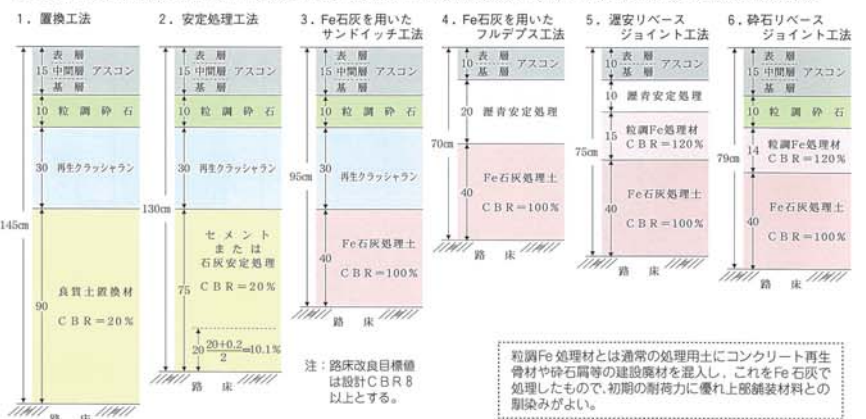 1. 置換工法
145cm
15
表層
中間層 アスコン
基層
10 粒調砕石
30 再生クラッシャラン
90
良質土置換材
CBR=20%
路床
2. 安定処理工法
130cm
15
表層
中間層 アスコン
基層
10 粒調砕石
30 再生クラッシャラン
75
セメント
または
石灰安定処理
CBR=20%
20 20+0.2/2=10.1%
路床
3. Fe石灰を用いた
サンドイッチ工法
95cm
15
表層
中間層 アスコン
基層
10 粒調砕石
30 再生クラッシャラン
40
Fe石灰処理土
CBR=100%
路床
注:路床改良目標値
は設計CBR8
以上とする。
4. Fe石灰を用いた
フルデプス工法
70cm
10
表層
アスコン
基層
20 瀝青安定処理
40
Fe石灰処理土
CBR=100%
路床
5. 瀝安リベース
ジョイント工法
75cm
10
表層
アスコン
基層
10 瀝青安定処理
15
粒調Fe処理材
CBR=120%
40
Fe石灰処理土
CBR=100%
路床
6. 砕石リベース
ジョイント工法
79cm
15
表層
中間層 アスコン
基層
10 粒調砕石
14
粒調Fe処理材
CBR=120%
40
Fe石灰処理土
CBR=100%
路床
粒調Fe処理材とは通常の処理用土にコンクリート再生
骨材や砕石屑等の建設廃材を混入し、これをFe石灰で
処理したもので、初期の耐荷力に優れ上部舗装材料との
馴染みがよい。